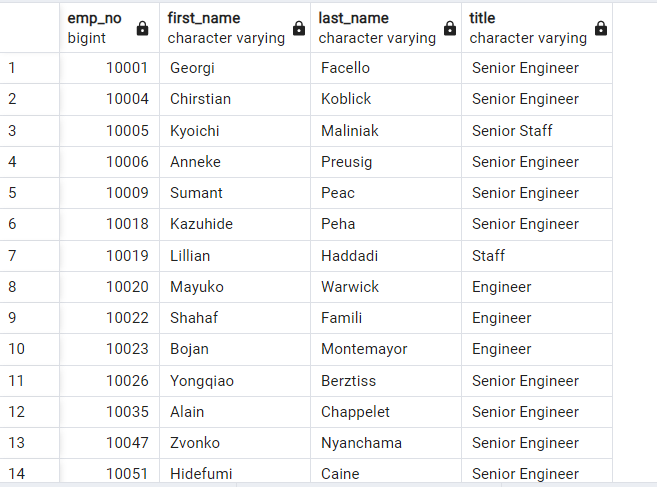 emp_no first_name last_name title
bigint character varying character varying character varying
1 10001 Georgi Facello Senior Engineer
2 10004 Chirstian Koblick Senior Engineer
3 10005 Kyoichi Maliniak Senior Staff
4 10006 Anneke Preusig Senior Engineer
5 10009 Sumant Peac Senior Engineer
6 10018 Kazuhide Peha Senior Engineer
7 10019 Lillian Haddadi Staff
8 10020 Mayuko Warwick Engineer
9 10022 Shahaf Famili Engineer
10 10023 Bojan Montemayor Engineer
11 10026 Yongqiao Berztiss Senior Engineer
12 10035 Alain Chappelet Senior Engineer
13 10047 Zvonko Nyanchama Senior Engineer
14 10051 Hidefumi Caine Senior Engineer